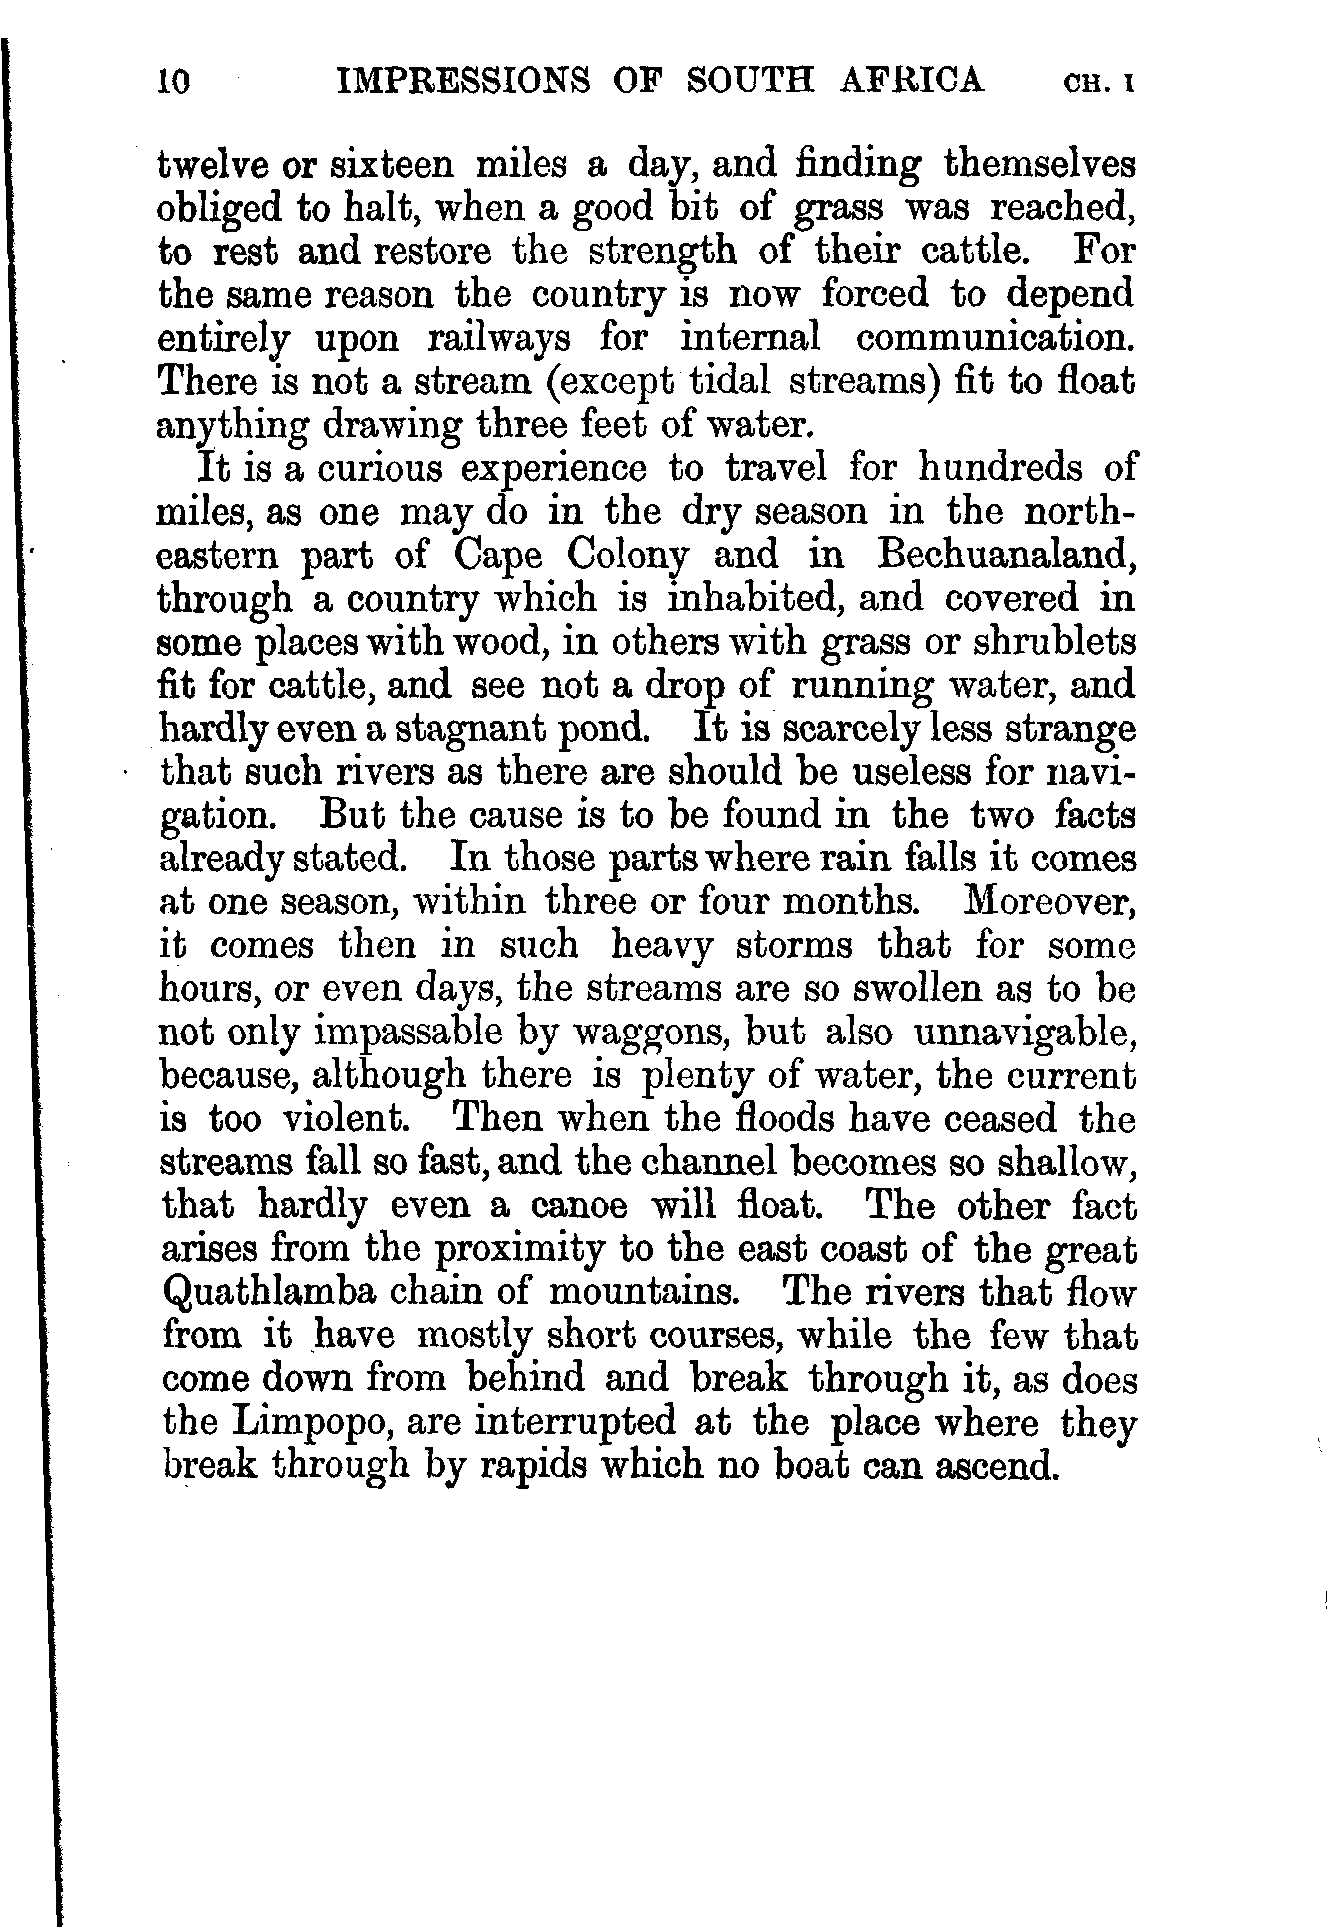 10 IMPRESSIONS OF SOUTH AFRICA CH. I
twelve or sixteen miles a day, and finding themselves
obliged to halt, when a good bit of grass was reached,
to rest and restore the strength of their cattle. For
the same reason the country is now forced to depend
entirely upon railways for internal communication.
There is not a stream (except tidal streams) fit to float
anything drawing three feet of water.
It is a curious experience to travel for hundreds of
miles, as one may do in the dry season in the north-
eastern part of Cape Colony and in Bechuanaland,
through a country which is inhabited, and covered in
some places with wood, in others with grass or shrublets
fit for cattle, and see not a drop of running water, and
hardly even a stagnant pond. It is scarcely less strange
that such rivers as there are should be useless for navi-
gation. But the cause is to be found in the two facts
already stated. In those parts where rain falls it comes
at one season, within three or four months. Moreover,
it comes then in such heavy storms that for some
hours, or even days, the streams are so swollen as to be
not only impassable by waggons, but also unnavigable,
because, although there is plenty of water, the current
is too violent. Then when the floods have ceased the
streams fall so fast, and the channel becomes so shallow,
that hardly even a canoe will float. The other fact
arises from the proximity to the east coast of the great
Quathlamba chain of mountains. The rivers that flow
from it have mostly short courses, while the few that
come down from behind and break through it, as does
the Limpopo, are interrupted at the place where they
break through by rapids which no boat can ascend.